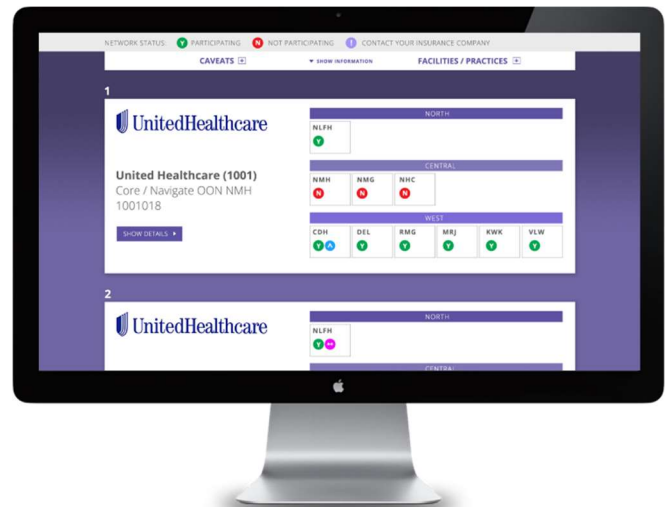 NETWORK STATUS: Y PARTICIPATING N NOT PARTICIPATING ! CONTACT YOUR INSURANCE COMPANY
CAVEATS + ▼ SHOW INFORMATION FACILITIES / PRACTICES +
1
UnitedHealthcare
United Healthcare (1001)
Core / Navigate OON NMH
1001018
SHOW DETAILS ▸
NORTH
NLFH
Y
CENTRAL
NMH NMG NHC
N N N
WEST
CDH DEL RMG MRJ KWK VLW
Y A Y Y Y Y Y
2
UnitedHealthcare
NORTH
NLFH
Y
CENTRAL